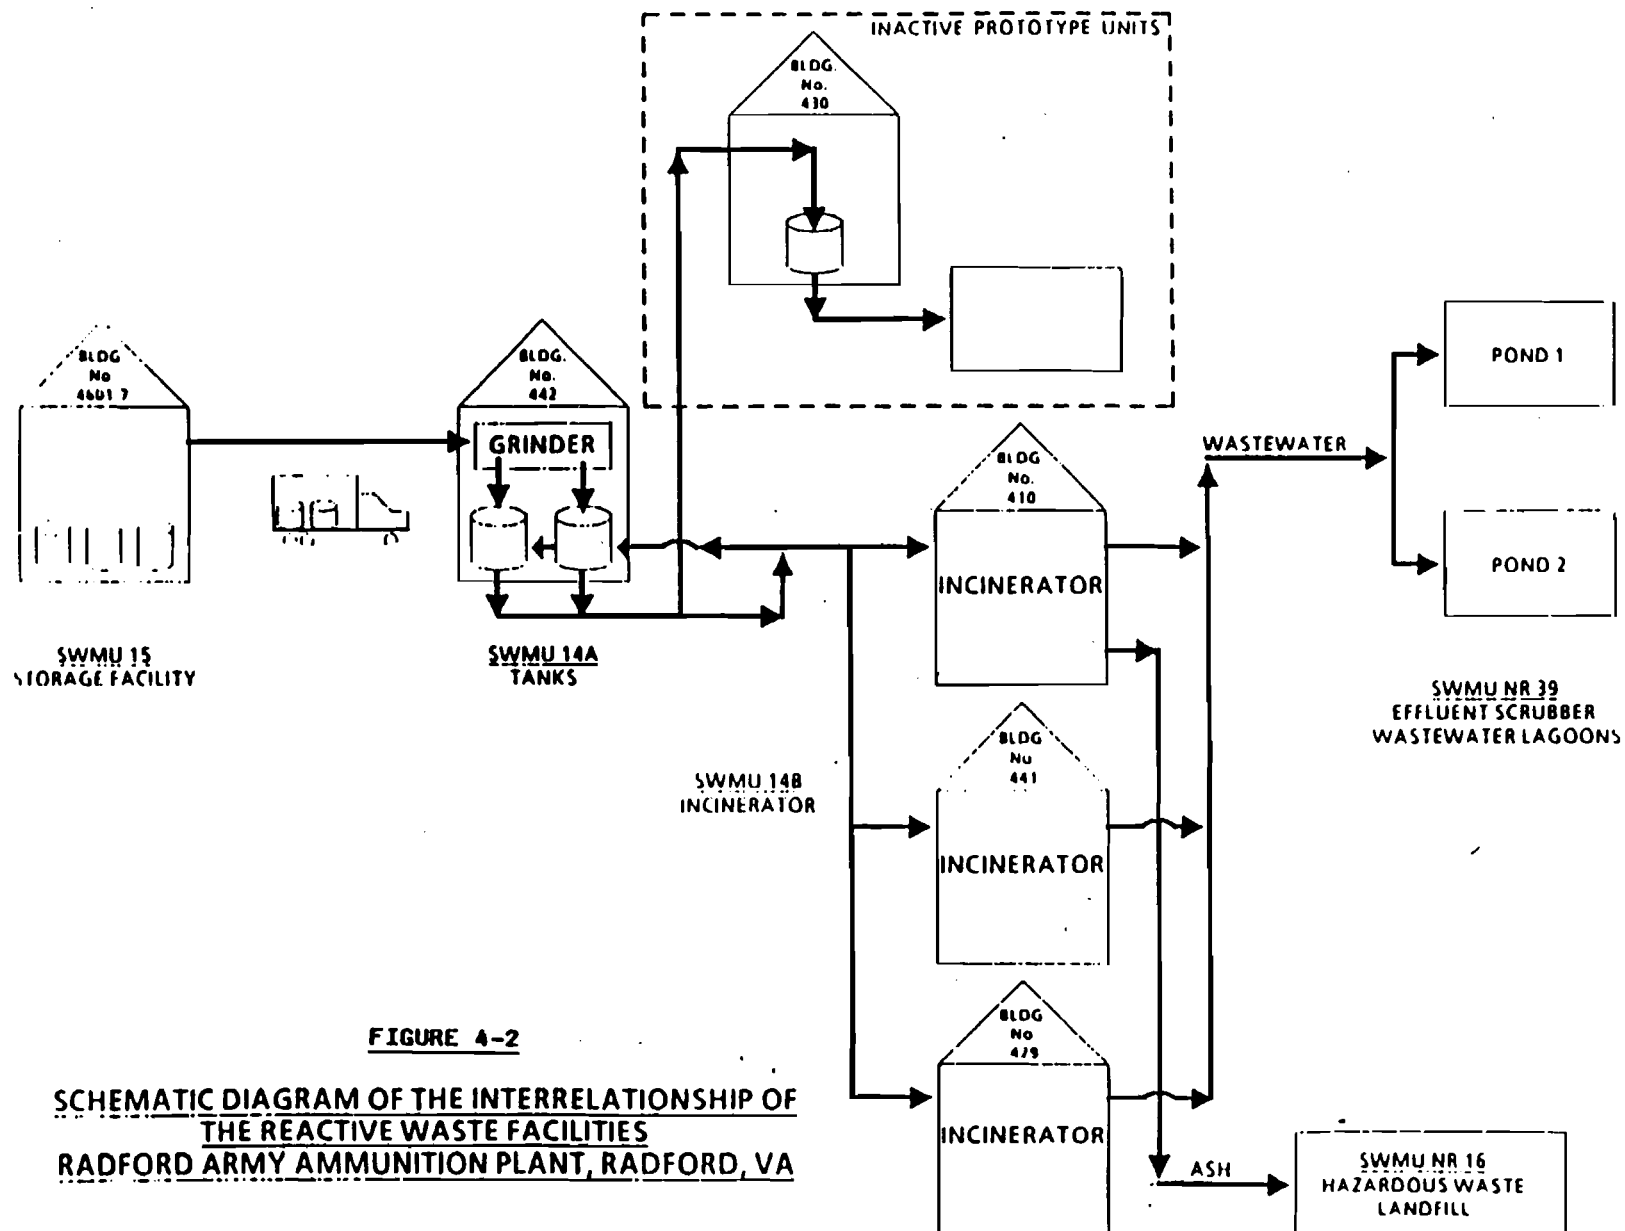 INACTIVE PROTOTYPE UNITS
BLDG.
No.
430
BLDG
No
4601 7
BLDG.
No.
442
GRINDER
SWMU 15
STORAGE FACILITY
SWMU 14A
TANKS
BLDG
No.
410
INCINERATOR
WASTEWATER
POND 1
POND 2
SWMU NR 39
EFFLUENT SCRUBBER
WASTEWATER LAGOONS
SWMU 14B
INCINERATOR
BLDG
No
441
INCINERATOR
BLDG
No
INCINERATOR
ASH
SWMU NR 16
HAZARDOUS WASTE
LANDFILL
FIGURE 4-2
SCHEMATIC DIAGRAM OF THE INTERRELATIONSHIP OF
THE REACTIVE WASTE FACILITIES
RADFORD ARMY AMMUNITION PLANT, RADFORD, VA